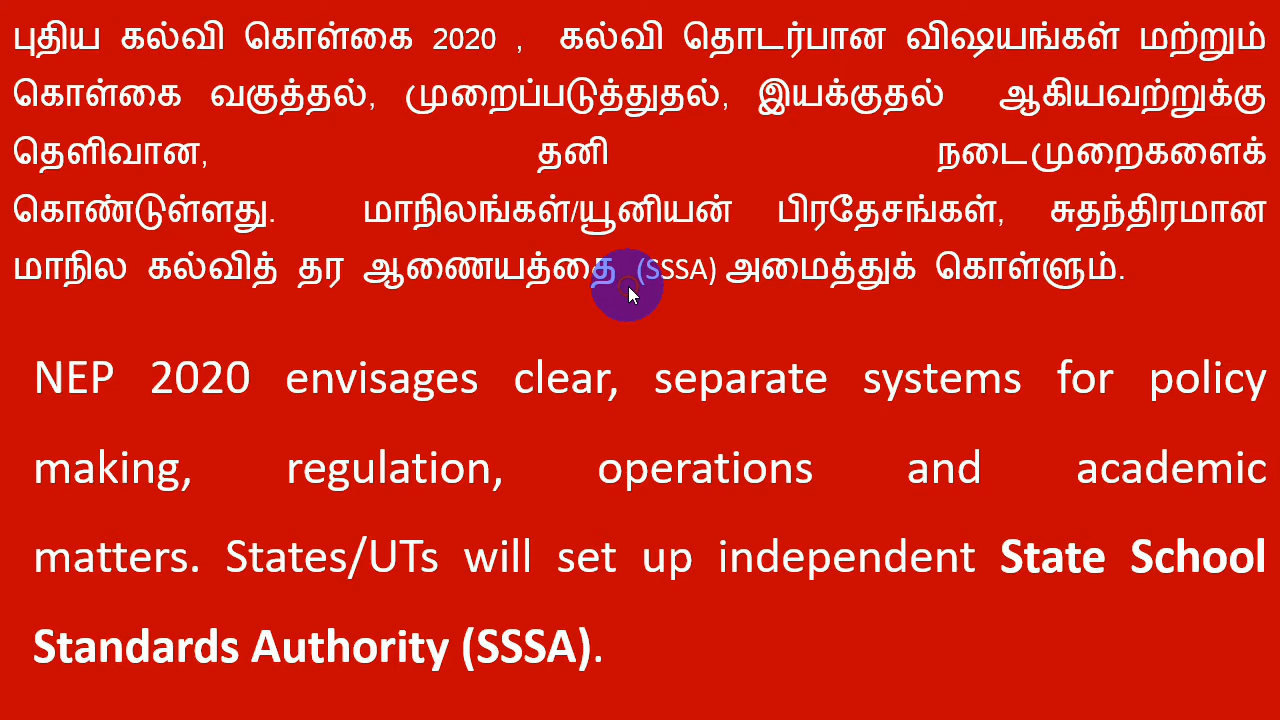 புதிய கல்வி கொள்கை 2020 , கல்வி தொடர்பான விஷயங்கள் மற்றும்
கொள்கை வகுத்தல், முறைப்படுத்துதல், இயக்குதல் ஆகியவற்றுக்கு
தெளிவான, தனி நடைமுறைகளைக்
கொண்டுள்ளது. மாநிலங்கள்/யூனியன் பிரதேசங்கள், சுதந்திரமான
மாநில கல்வித் தர ஆணையத்தை (SSSA) அமைத்துக் கொள்ளும்.
NEP 2020 envisages clear, separate systems for policy
making, regulation, operations and academic
matters. States/UTs will set up independent State School
Standards Authority (SSSA).